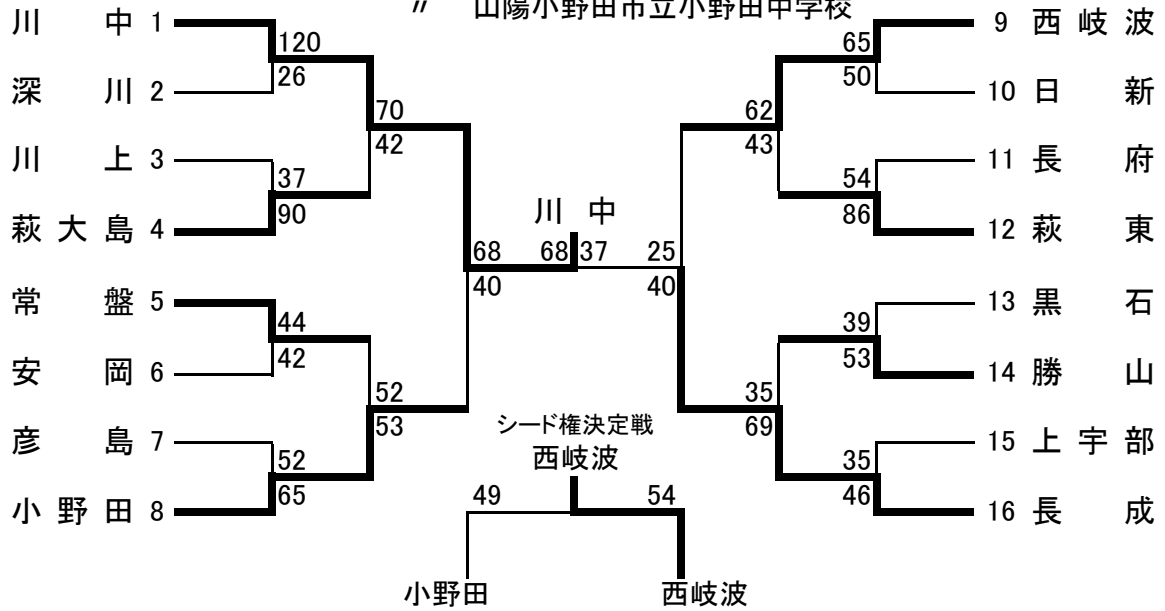 〃 山陽小野田市立小野田中学校
川中 1
9 西岐波
120
65
26
50
深川 2
10 日新
70
62
42
43
川上 3
11 長府
37
54
90
86
川中
萩大島 4
12 萩東
68
68
37
25
40
40
常盤 5
13 黒石
44
39
42
53
安岡 6
14 勝山
52
35
53
69
シード権決定戦
彦島 7
15 上宇部
西岐波
52
35
65
46
49
54
小野田 8
16 長成
小野田
西岐波